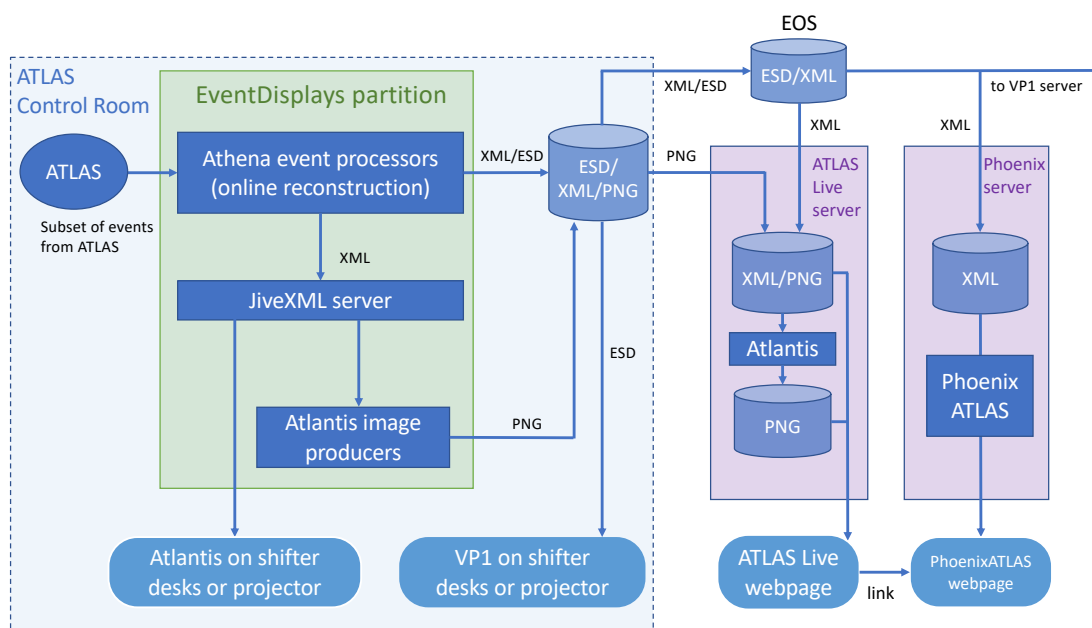 EOS
ATLAS
Control Room
EventDisplays partition
ESD/XML
XML/ESD
to VP1 server
XML
XML
ATLAS
Athena event processors
(online reconstruction)
XML/ESD
ESD/
XML/PNG
PNG
ATLAS
Live
server
Phoenix
server
Subset of events
from ATLAS
XML
XML/PNG
XML
JiveXML server
ESD
Atlantis
Phoenix
ATLAS
Atlantis image
producers
PNG
PNG
Atlantis on shifter
desks or projector
VP1 on shifter
desks or projector
ATLAS Live
webpage
link
PhoenixATLAS
webpage